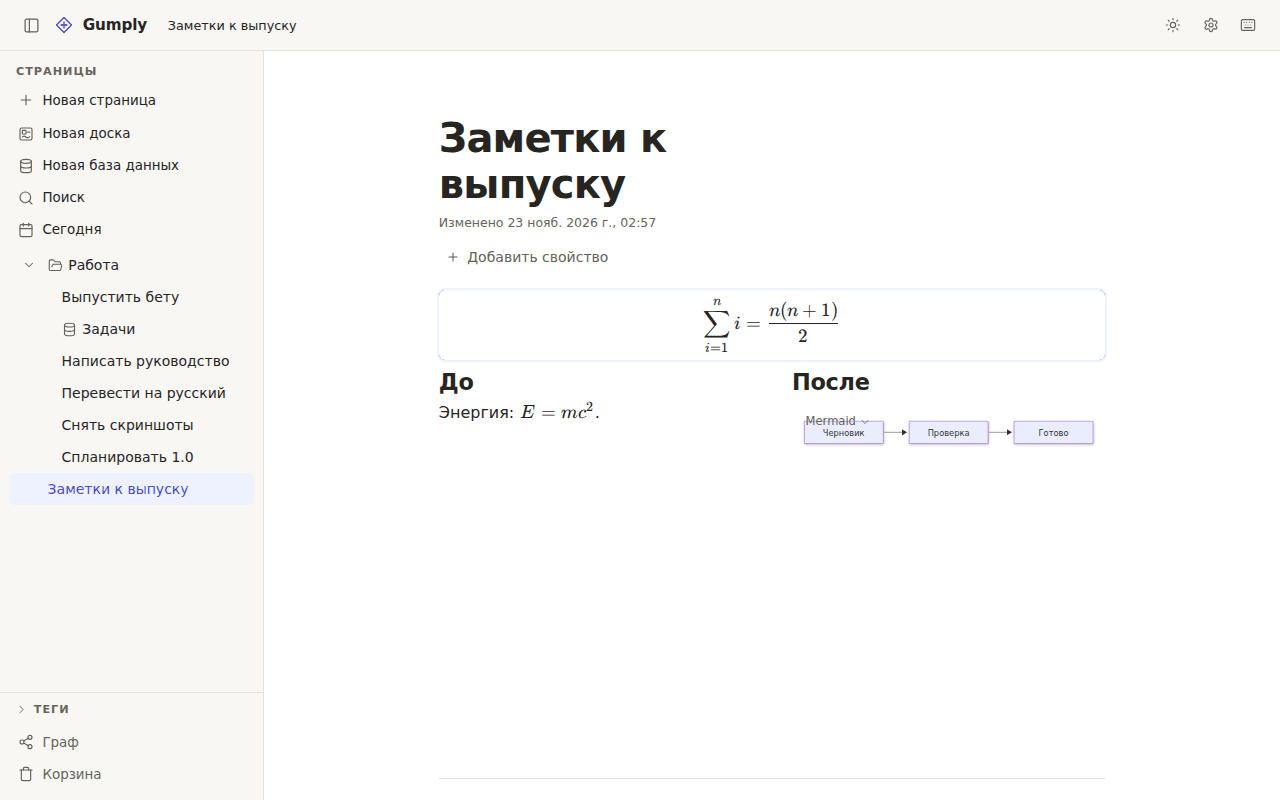 Gumply
Заметки к выпуску
СТРАНИЦЫ
Новая страница
Новая доска
Новая база данных
Поиск
Сегодня
Работа
Выпустить бету
Задачи
Написать руководство
Перевести на русский
Снять скриншоты
Спланировать 1.0
Заметки к выпуску
ТЕГИ
Граф
Корзина
Заметки к
выпуску
Изменено 23 нояб. 2026 г., 02:57
Добавить свойство
∑_{i=1}^{n} i = n(n+1)/2
До
Энергия: E = mc².
После
Mermaid
Черновик Проверка Готово